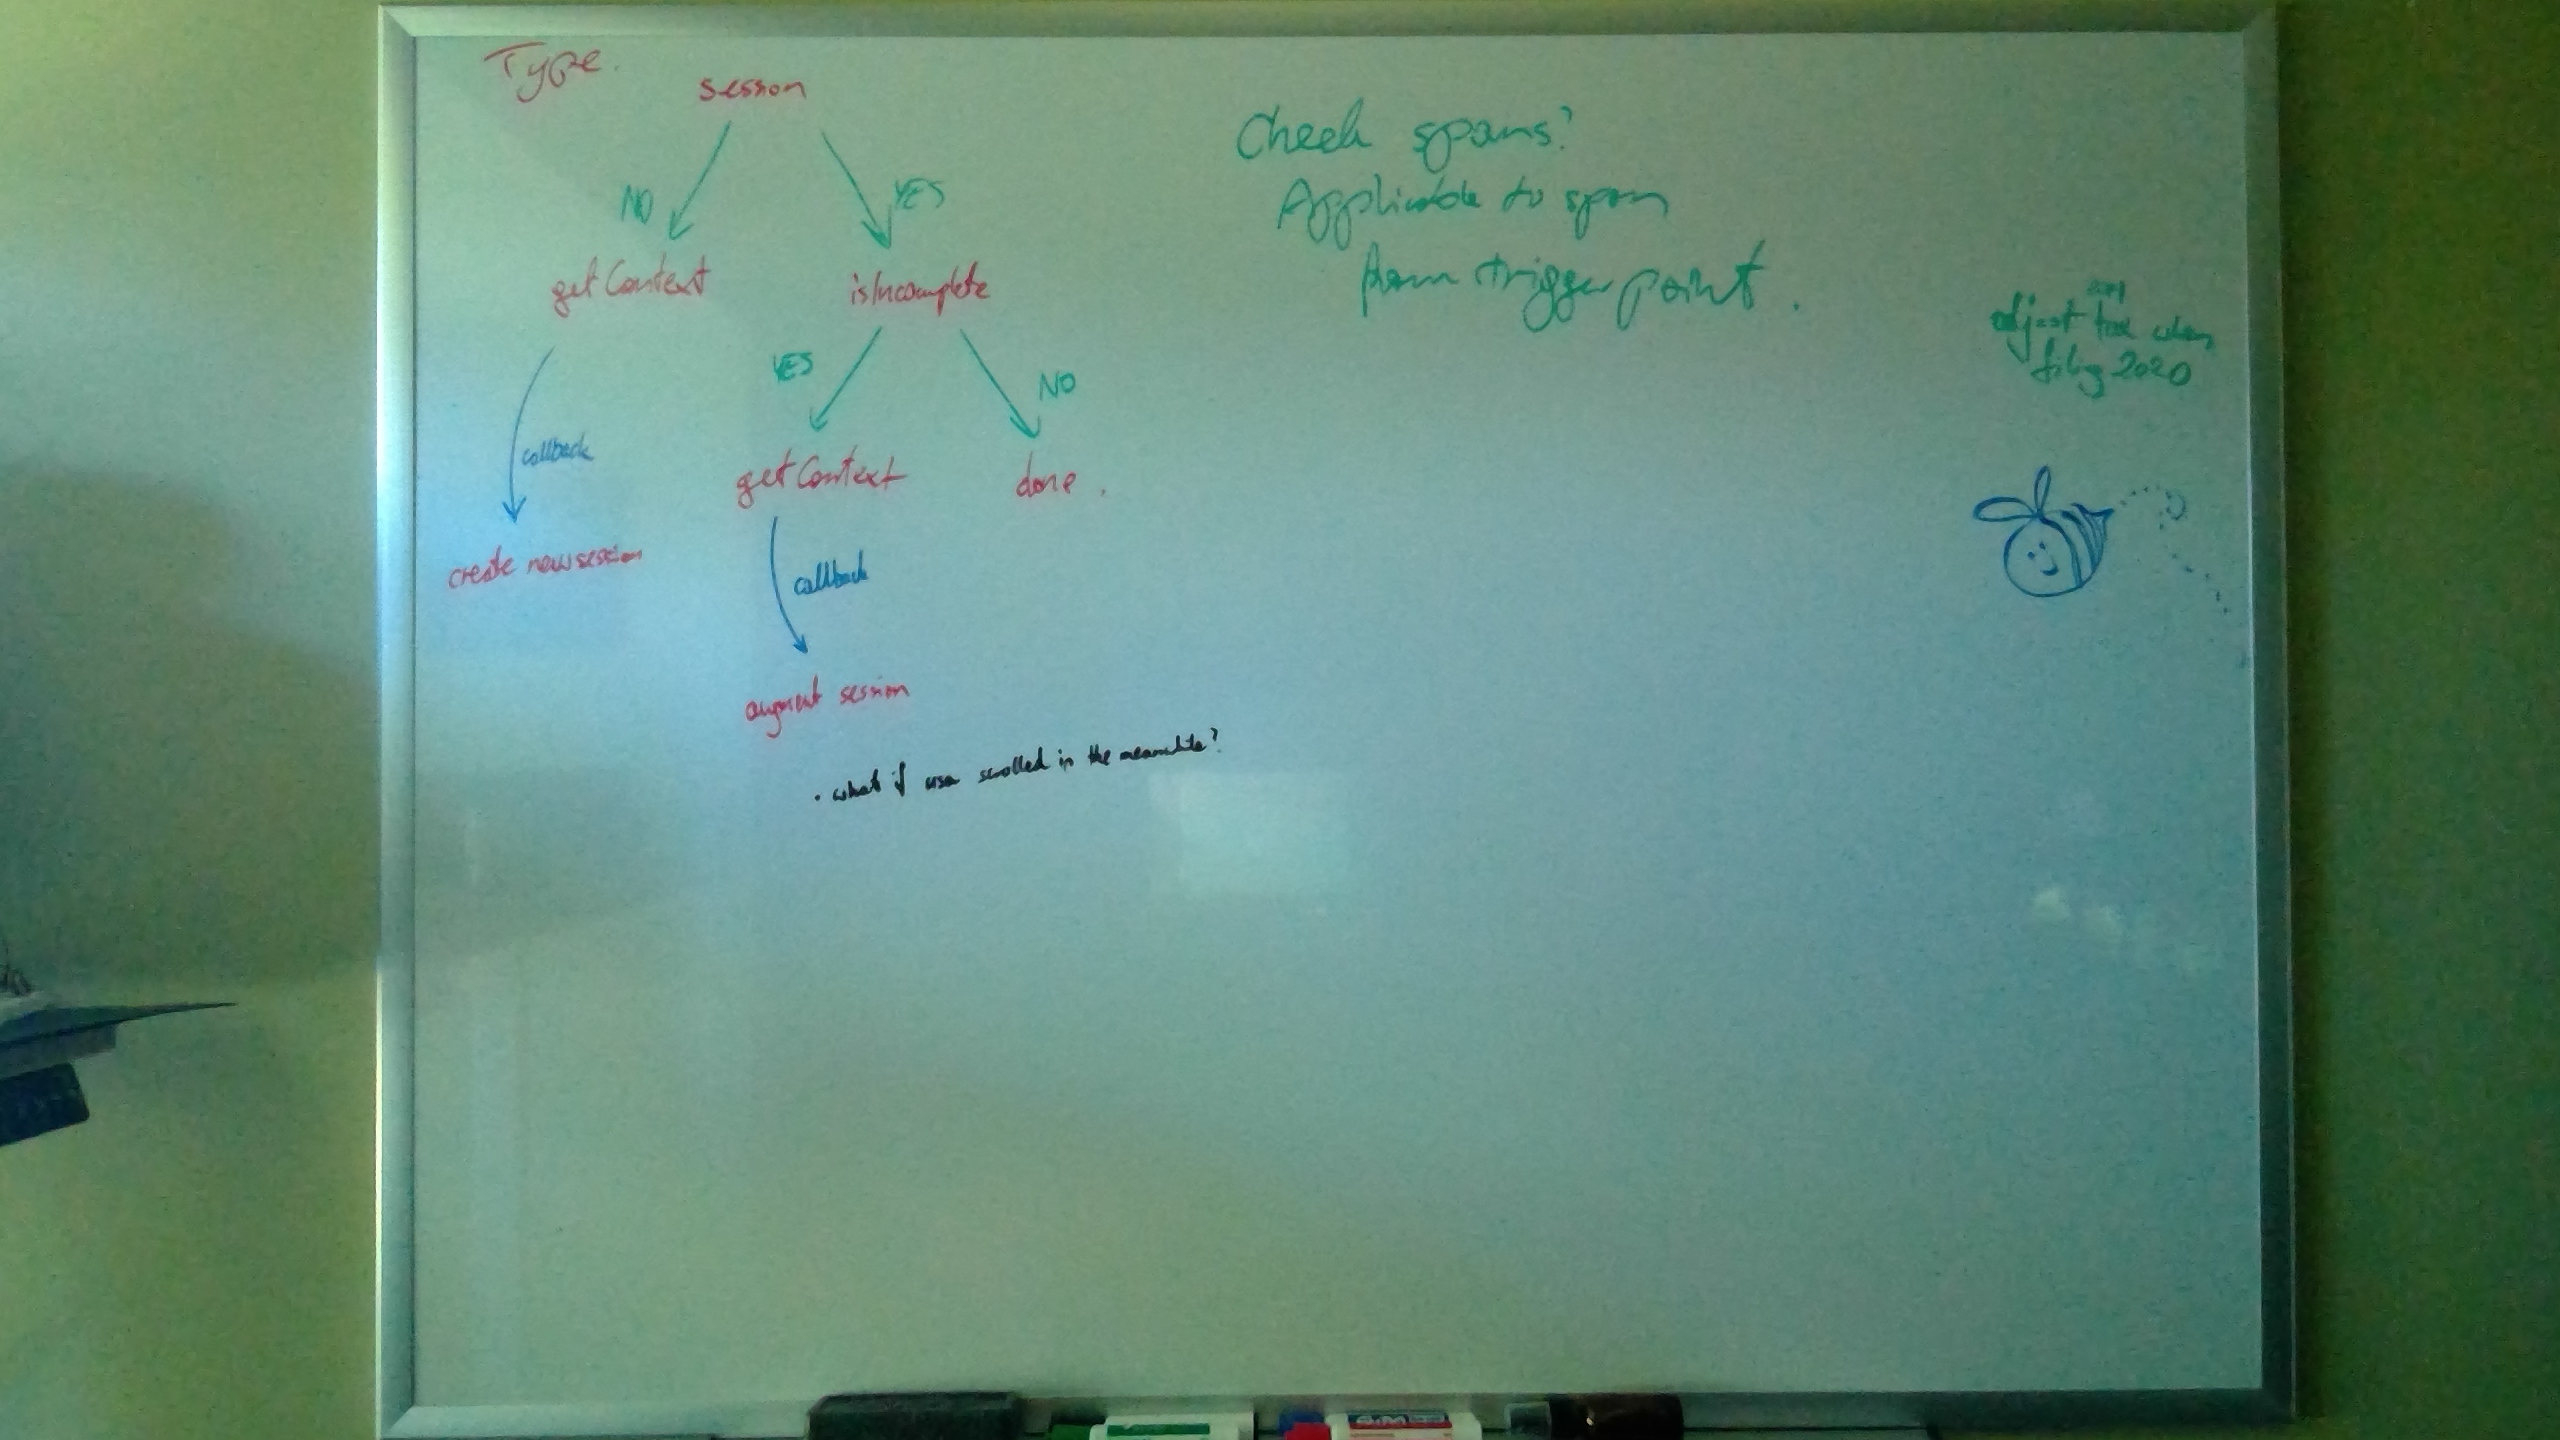 Type.
session
NO
YES
getContext
isIncomplete
YES
NO
callback
getContext
done.
create new session
callback
augment session
· what if user scrolled in the meanwhile?
Check spans?
Applicable to span
from trigger point.
2019
adjust tax when
filing 2020